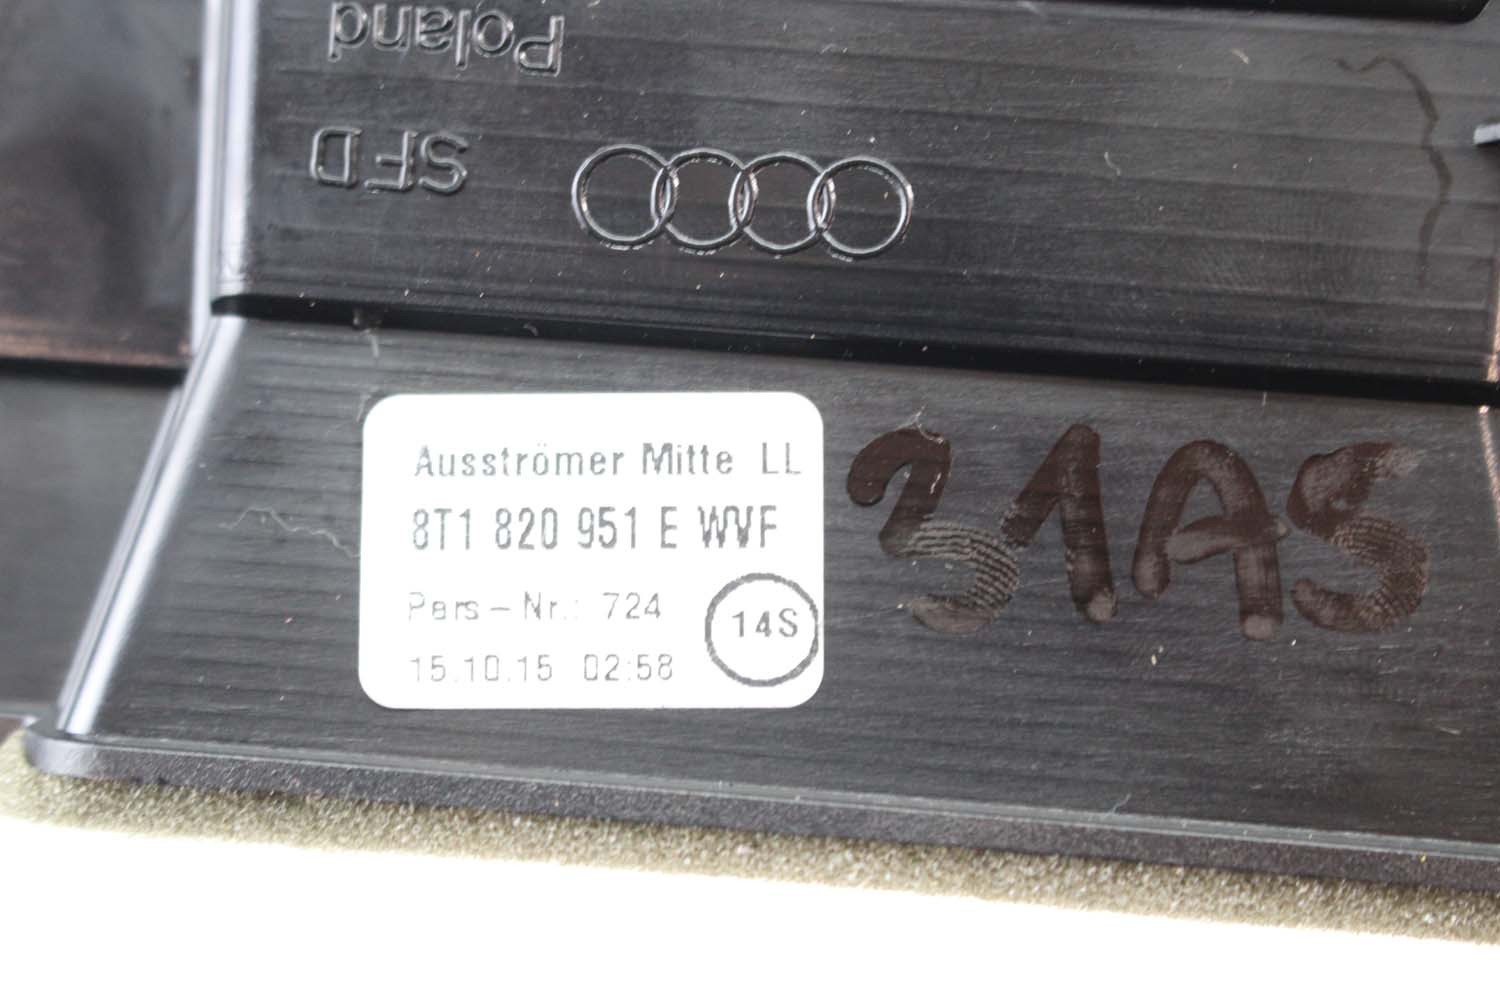 Poland
SFD
Ausströmer Mitte LL
8T1 820 951 E WVF
Pers-Nr.: 724
15.10.15 02:58
14S
31AS